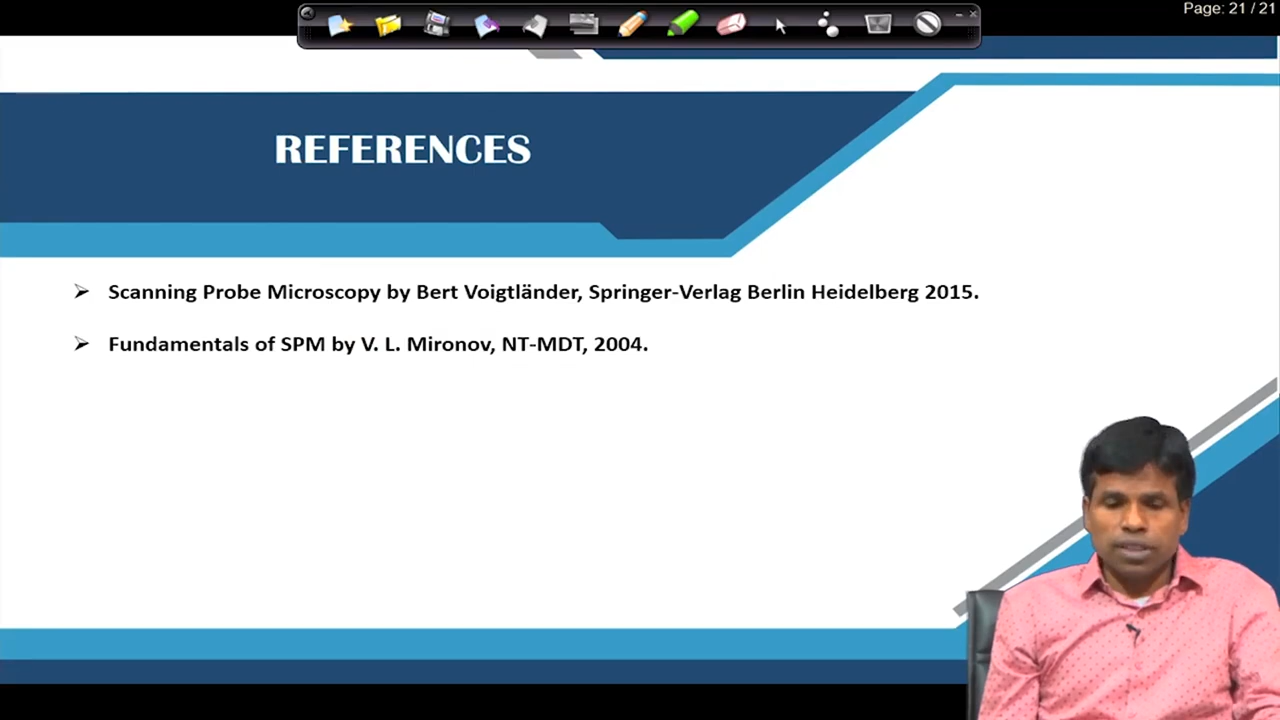 Page: 21 / 21
REFERENCES
➢ Scanning Probe Microscopy by Bert Voigtländer, Springer-Verlag Berlin Heidelberg 2015.
➢ Fundamentals of SPM by V. L. Mironov, NT-MDT, 2004.